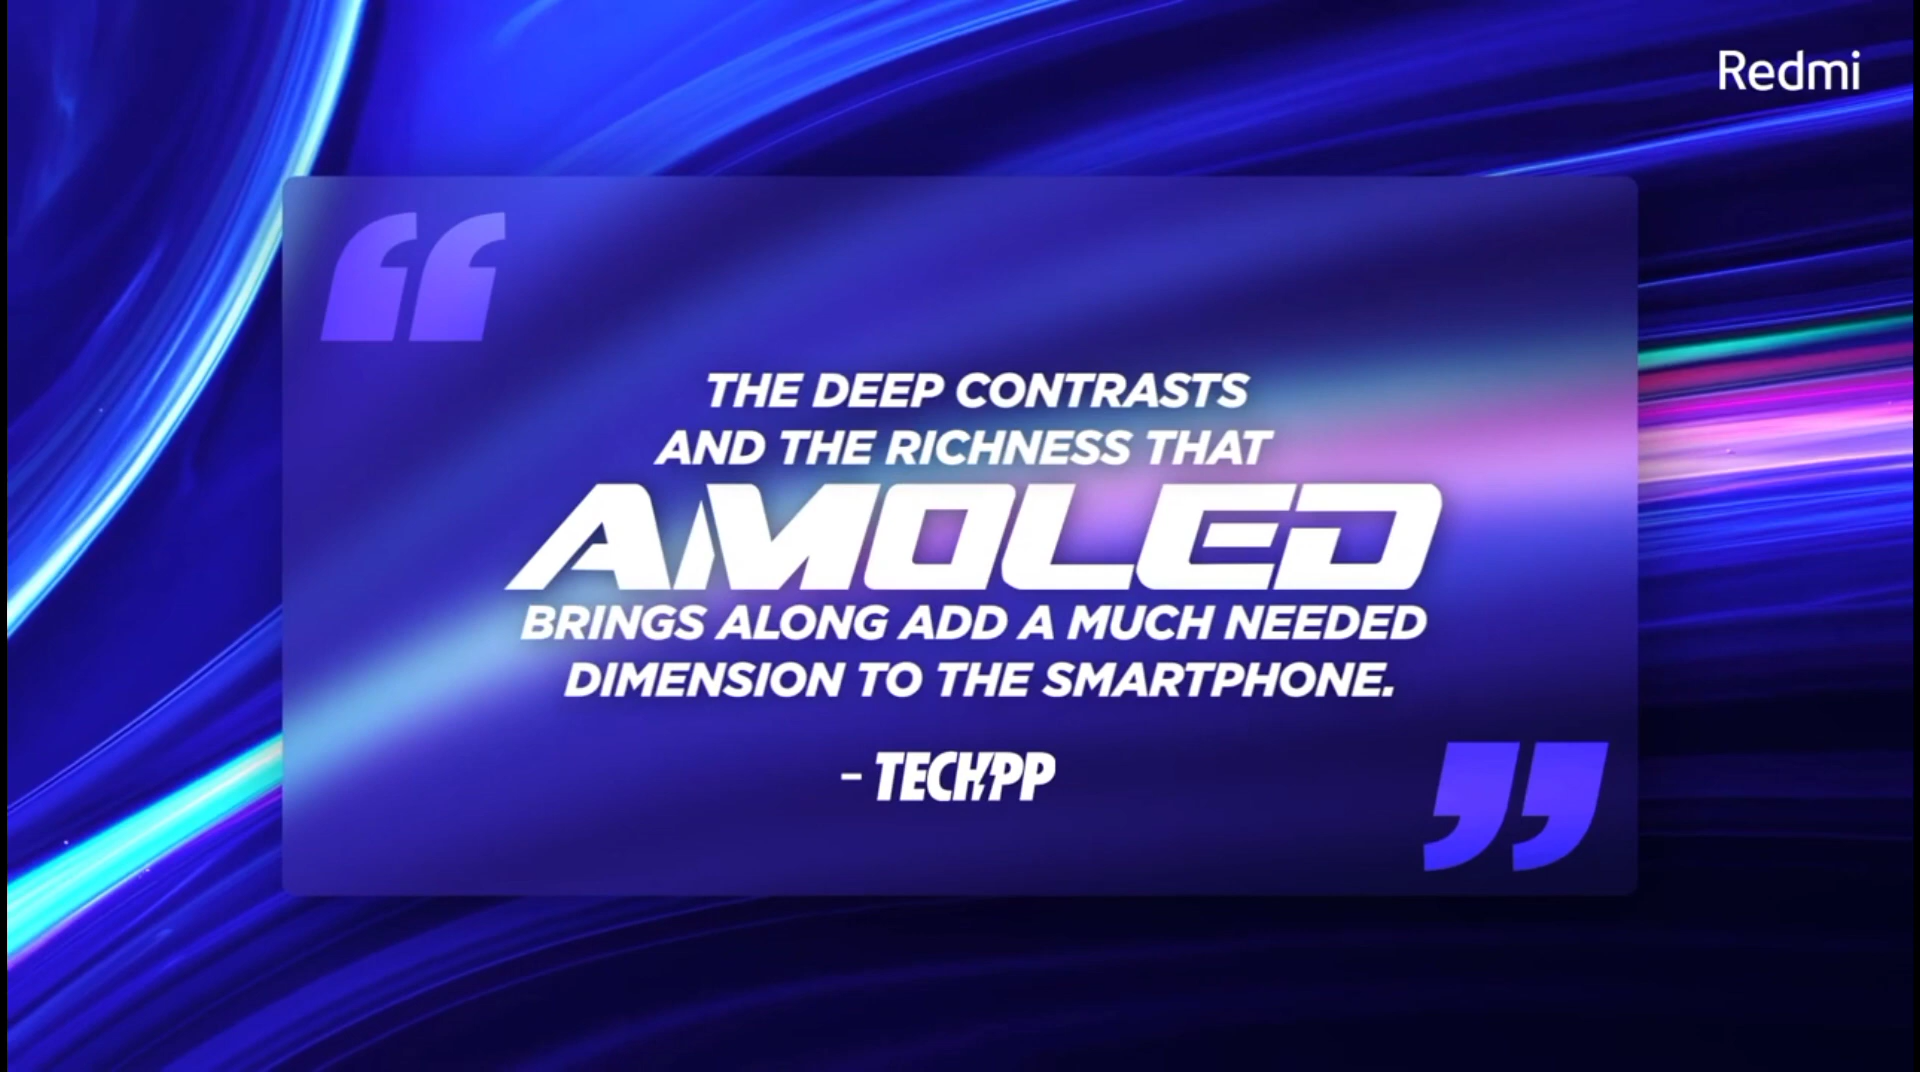 Redmi
“
THE DEEP CONTRASTS
AND THE RICHNESS THAT
AMOLED
BRINGS ALONG ADD A MUCH NEEDED
DIMENSION TO THE SMARTPHONE.
– TECHPP
”